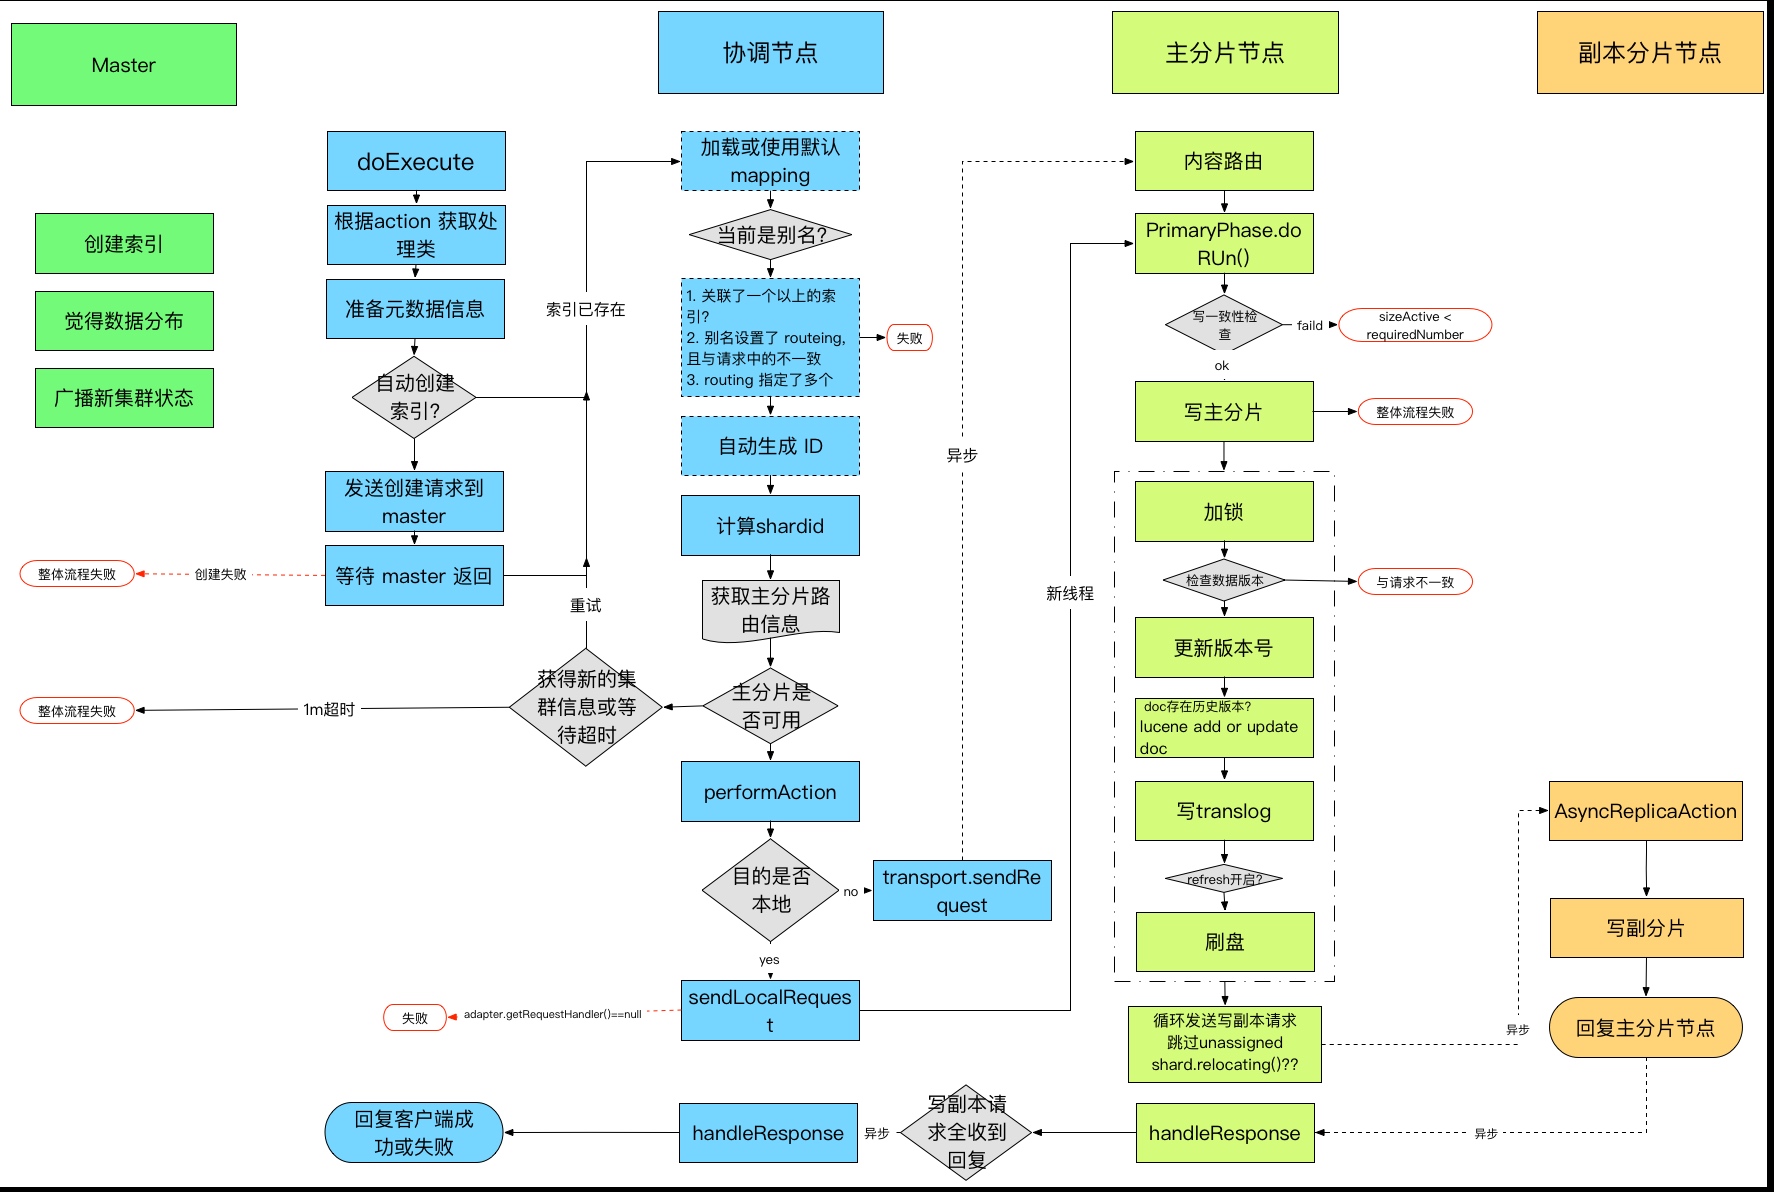 Master
协调节点
主分片节点
副本分片节点
创建索引
觉得数据分布
广播新集群状态
doExecute
根据action 获取处
理类
准备元数据信息
自动创建
索引?
发送创建请求到
master
等待 master 返回
创建失败
整体流程失败
索引已存在
重试
获得新的集
群信息或等
待超时
1m超时
整体流程失败
加载或使用默认
mapping
当前是别名?
1. 关联了一个以上的索
引?
2. 别名设置了 routeing,
且与请求中的不一致
3. routing 指定了多个
失败
自动生成 ID
计算shardid
获取主分片路
由信息
主分片是
否可用
performAction
目的是否
本地
no
transport.sendRe
quest
yes
sendLocalReques
t
adapter.getRequestHandler()==null
失败
异步
新线程
内容路由
PrimaryPhase.do
RUn()
写一致性检
查
faild
sizeActive <
requiredNumber
ok
写主分片
整体流程失败
加锁
检查数据版本
与请求不一致
更新版本号
doc存在历史版本?
lucene add or update
doc
写translog
refresh开启?
刷盘
循环发送写副本请求
跳过unassigned
shard.relocating()??
异步
AsyncReplicaAction
写副分片
回复主分片节点
异步
handleResponse
写副本请
求全收到
回复
异步
handleResponse
回复客户端成
功或失败